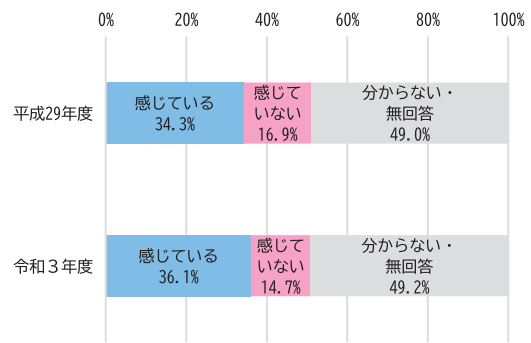 0% 20% 40% 60% 80% 100%
平成29年度
感じている
34.3%
感じて
いない
16.9%
分からない・
無回答
49.0%
令和３年度
感じている
36.1%
感じて
いない
14.7%
分からない・
無回答
49.2%